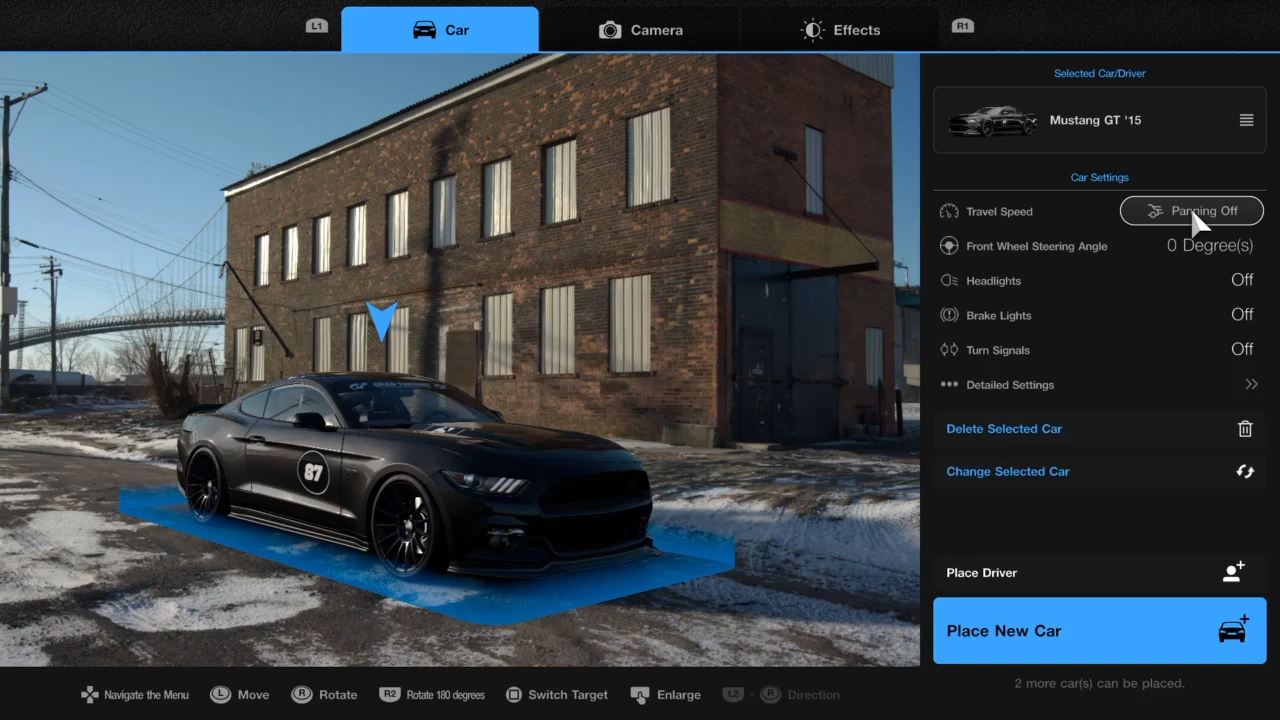 L1
Car
Camera
Effects
R1
Selected Car/Driver
Mustang GT '15
Car Settings
Travel Speed
Panning Off
Front Wheel Steering Angle
0 Degree(s)
Headlights
Off
Brake Lights
Off
Turn Signals
Off
Detailed Settings
Delete Selected Car
Change Selected Car
Place Driver
Place New Car
2 more car(s) can be placed.
GRAN TURISMO
87
Navigate the Menu
L Move
R Rotate
R2 Rotate 180 degrees
Switch Target
Enlarge
L2 + R Direction